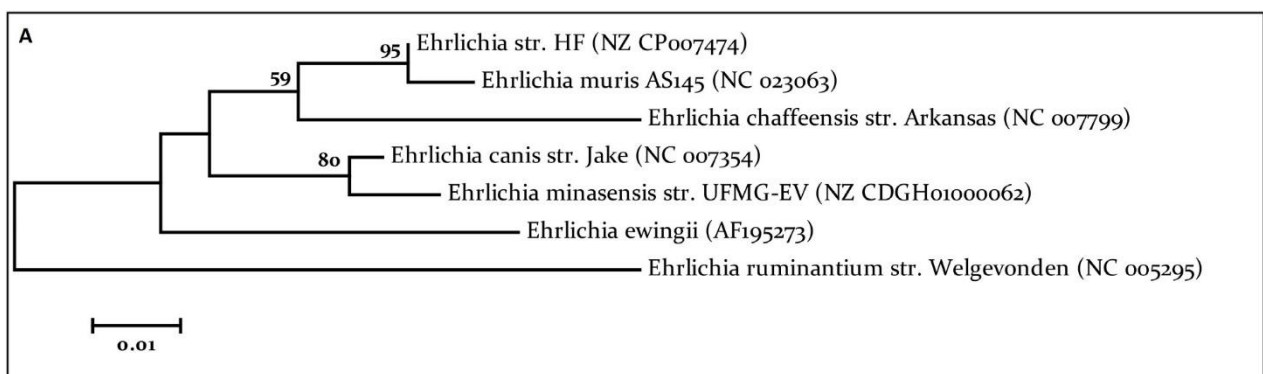 A
95 Ehrlichia str. HF (NZ CP007474)
Ehrlichia muris AS145 (NC 023063)
59
Ehrlichia chaffeensis str. Arkansas (NC 007799)
80 Ehrlichia canis str. Jake (NC 007354)
Ehrlichia minasensis str. UFMG-EV (NZ CDGH01000062)
Ehrlichia ewingii (AF195273)
Ehrlichia ruminantium str. Welgevonden (NC 005295)
0.01